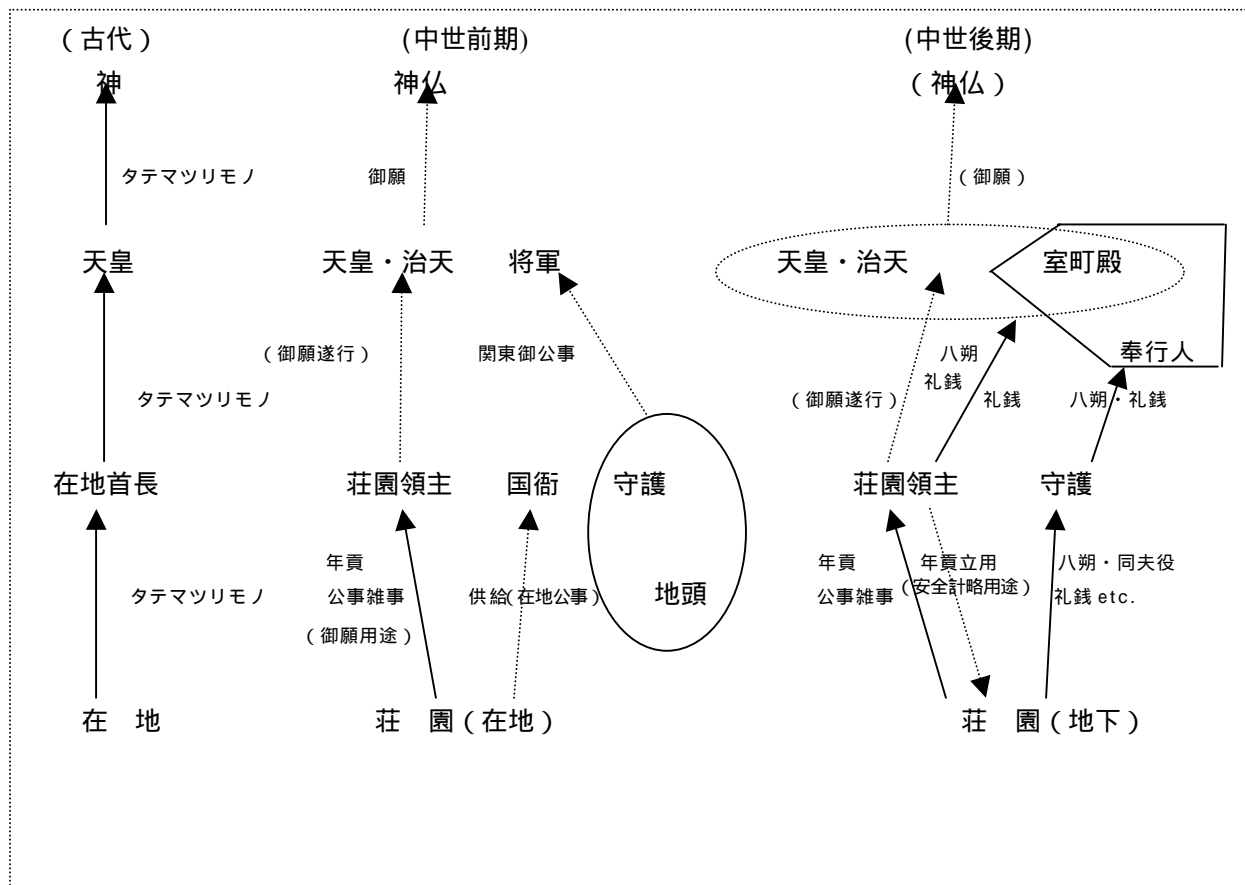 （古代）
神
タテマツリモノ
天皇
タテマツリモノ
在地首長
タテマツリモノ
在　地
(中世前期)
神仏
御願
天皇・治天　将軍
（御願遂行）
関東御公事
荘園領主　国衙　守護
年貢
公事雑事
（御願用途）
供給（在地公事）
地頭
荘　園（在地）
(中世後期)
（神仏）
（御願）
天皇・治天
室町殿
奉行人
（御願遂行）
八朔
礼銭
礼銭
八朔・礼銭
荘園領主　守護
年貢
公事雑事
年貢立用
（安全計略用途）
八朔・同夫役
礼銭 etc.
荘　園（地下）